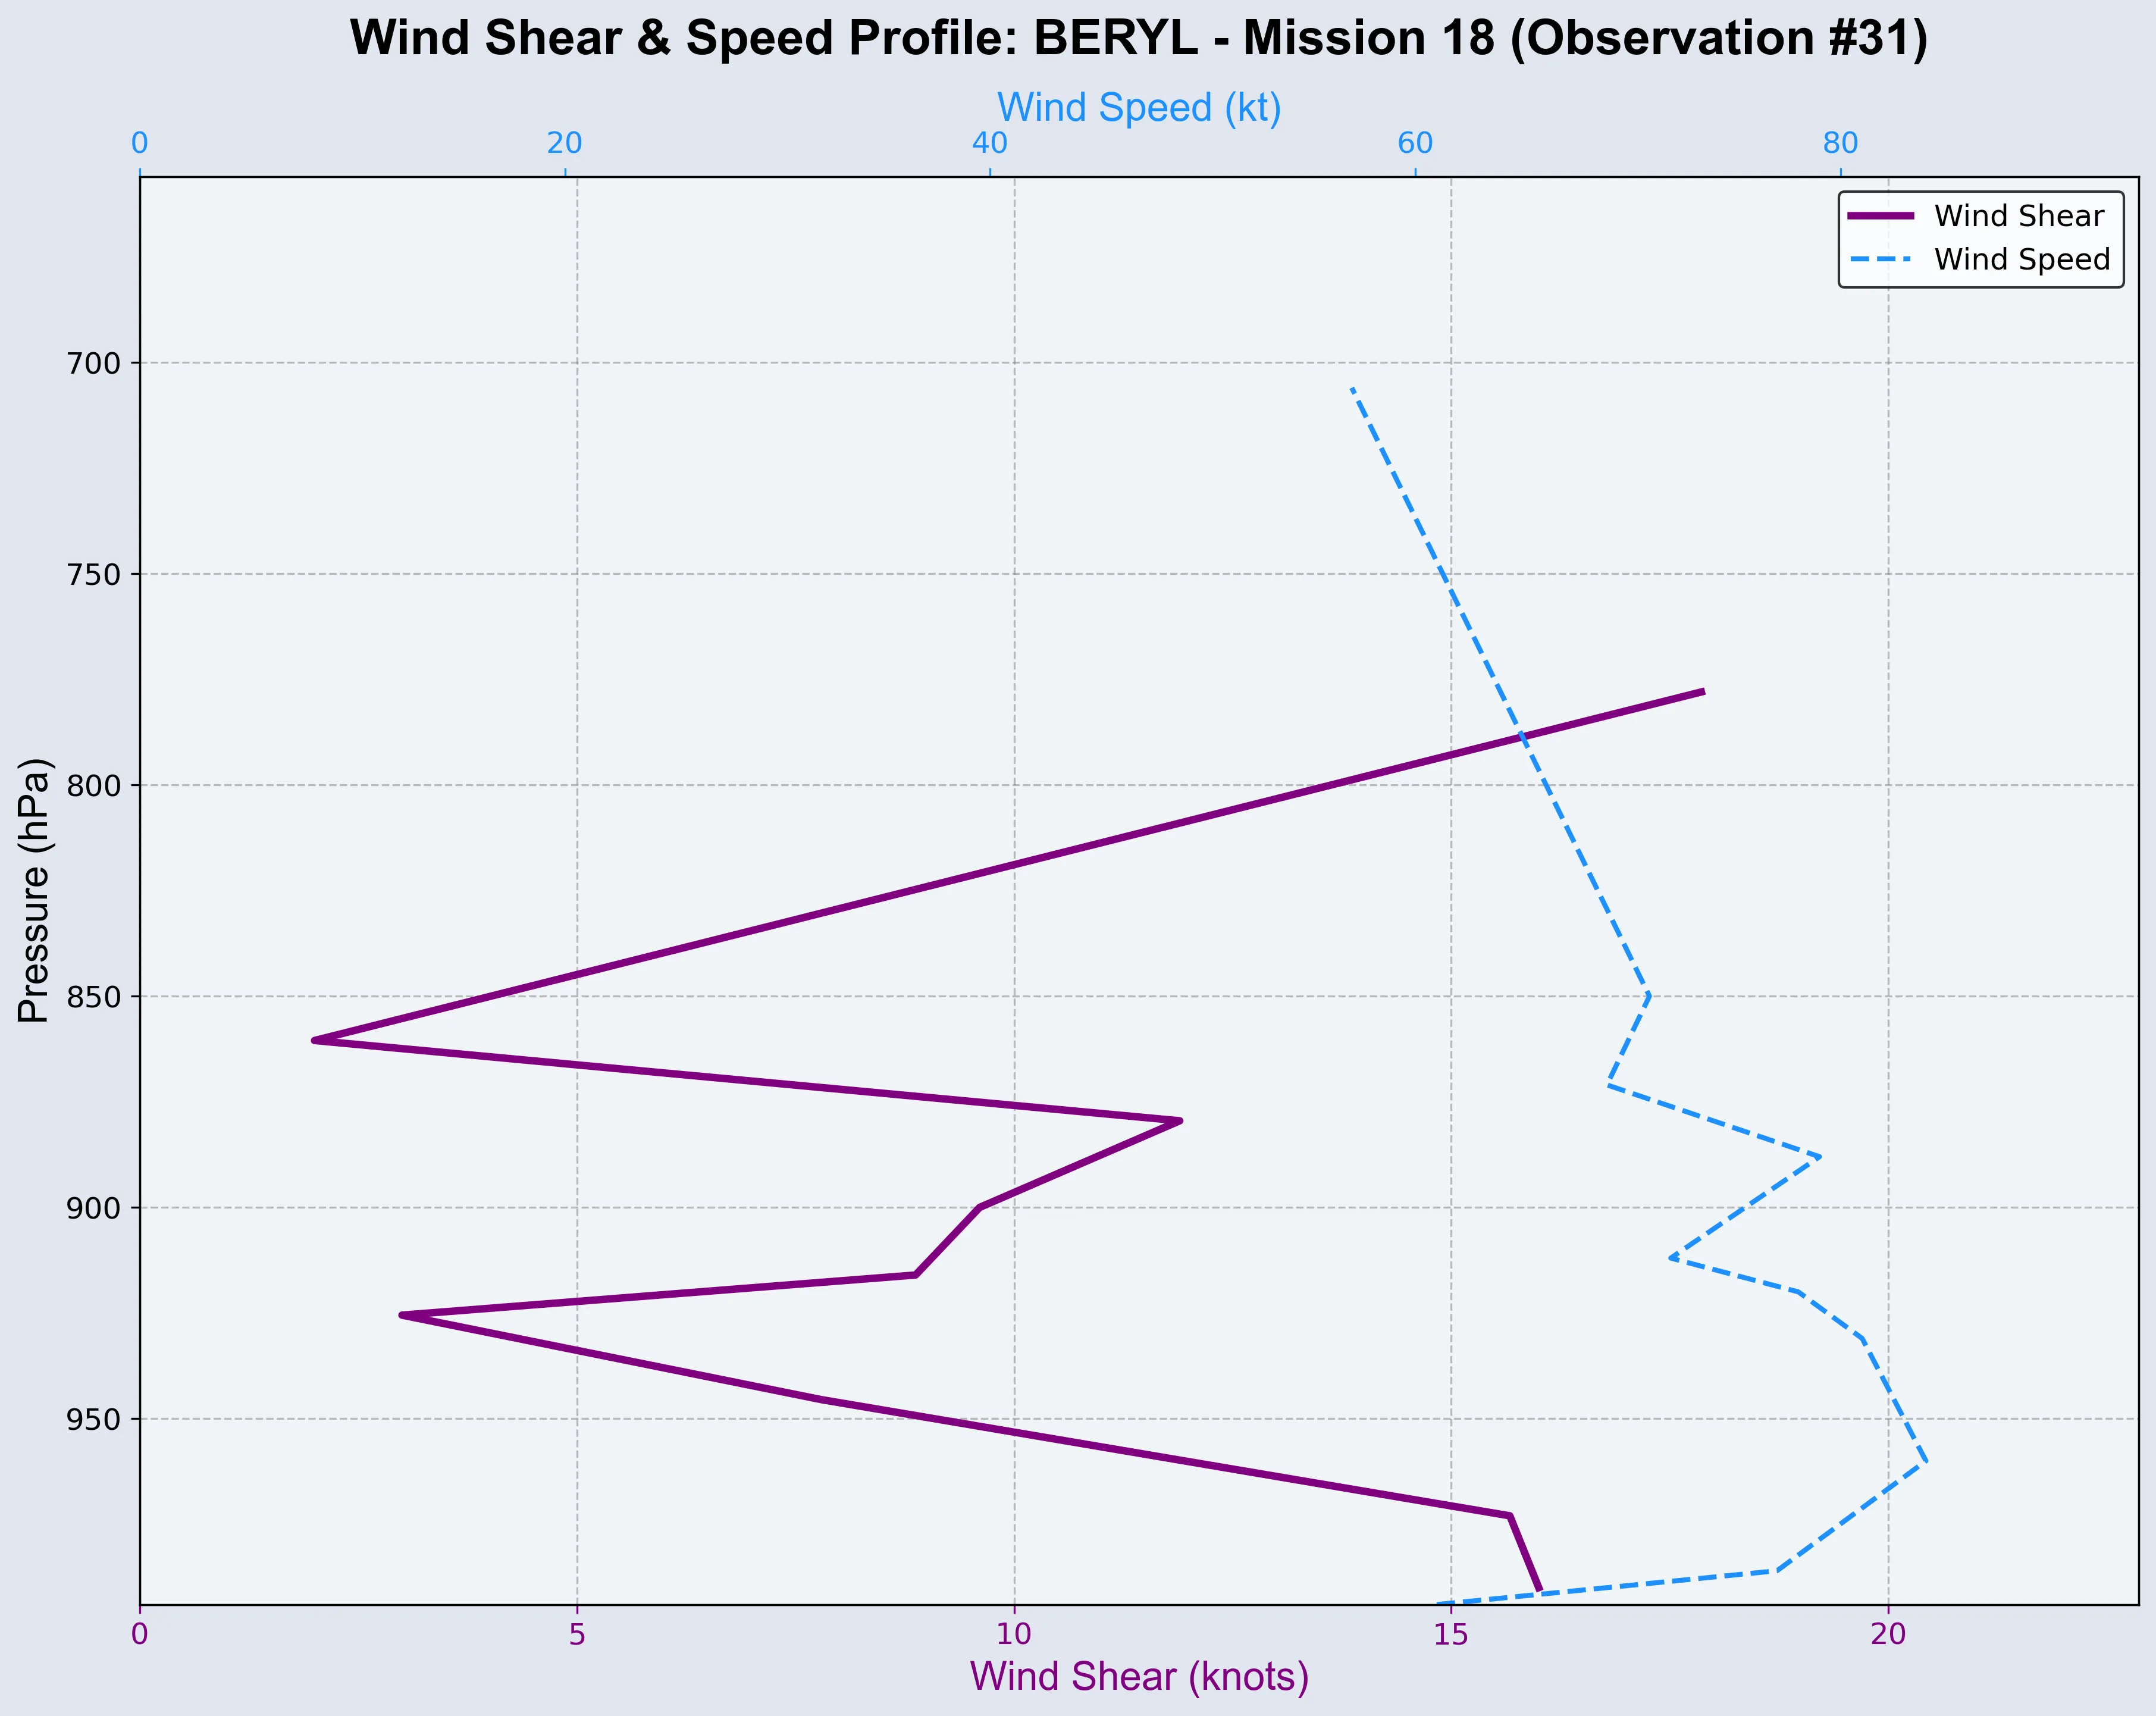 Wind Shear & Speed Profile: BERYL - Mission 18 (Observation #31)
Wind Speed (kt)
0 20 40 60 80
Wind Shear
Wind Speed
Pressure (hPa)
700
750
800
850
900
950
0 5 10 15 20
Wind Shear (knots)